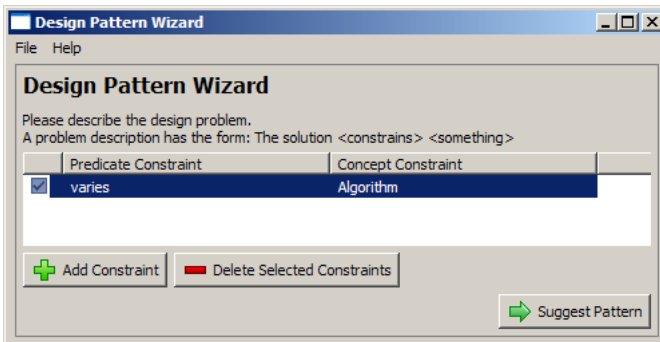 Design Pattern Wizard
File Help
Design Pattern Wizard
Please describe the design problem.
A problem description has the form: The solution <constrains> <something>
Predicate Constraint Concept Constraint
varies Algorithm
Add Constraint Delete Selected Constraints
Suggest Pattern